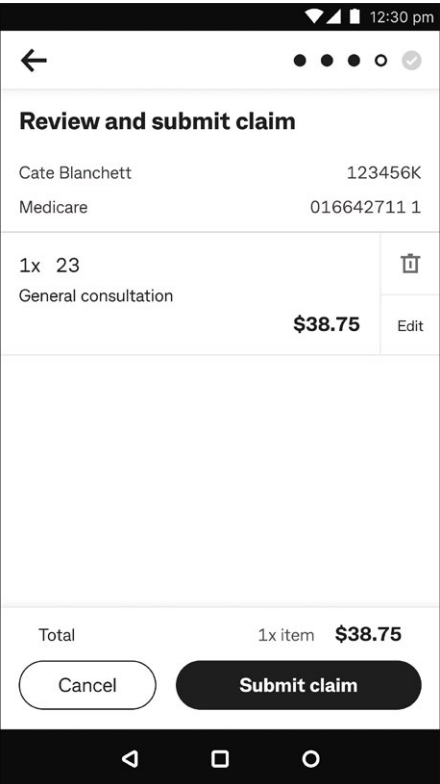 12:30 pm
Review and submit claim
Cate Blanchett 123456K
Medicare 016642711 1
1x 23
General consultation
$38.75
Edit
Total 1x item $38.75
Cancel Submit claim